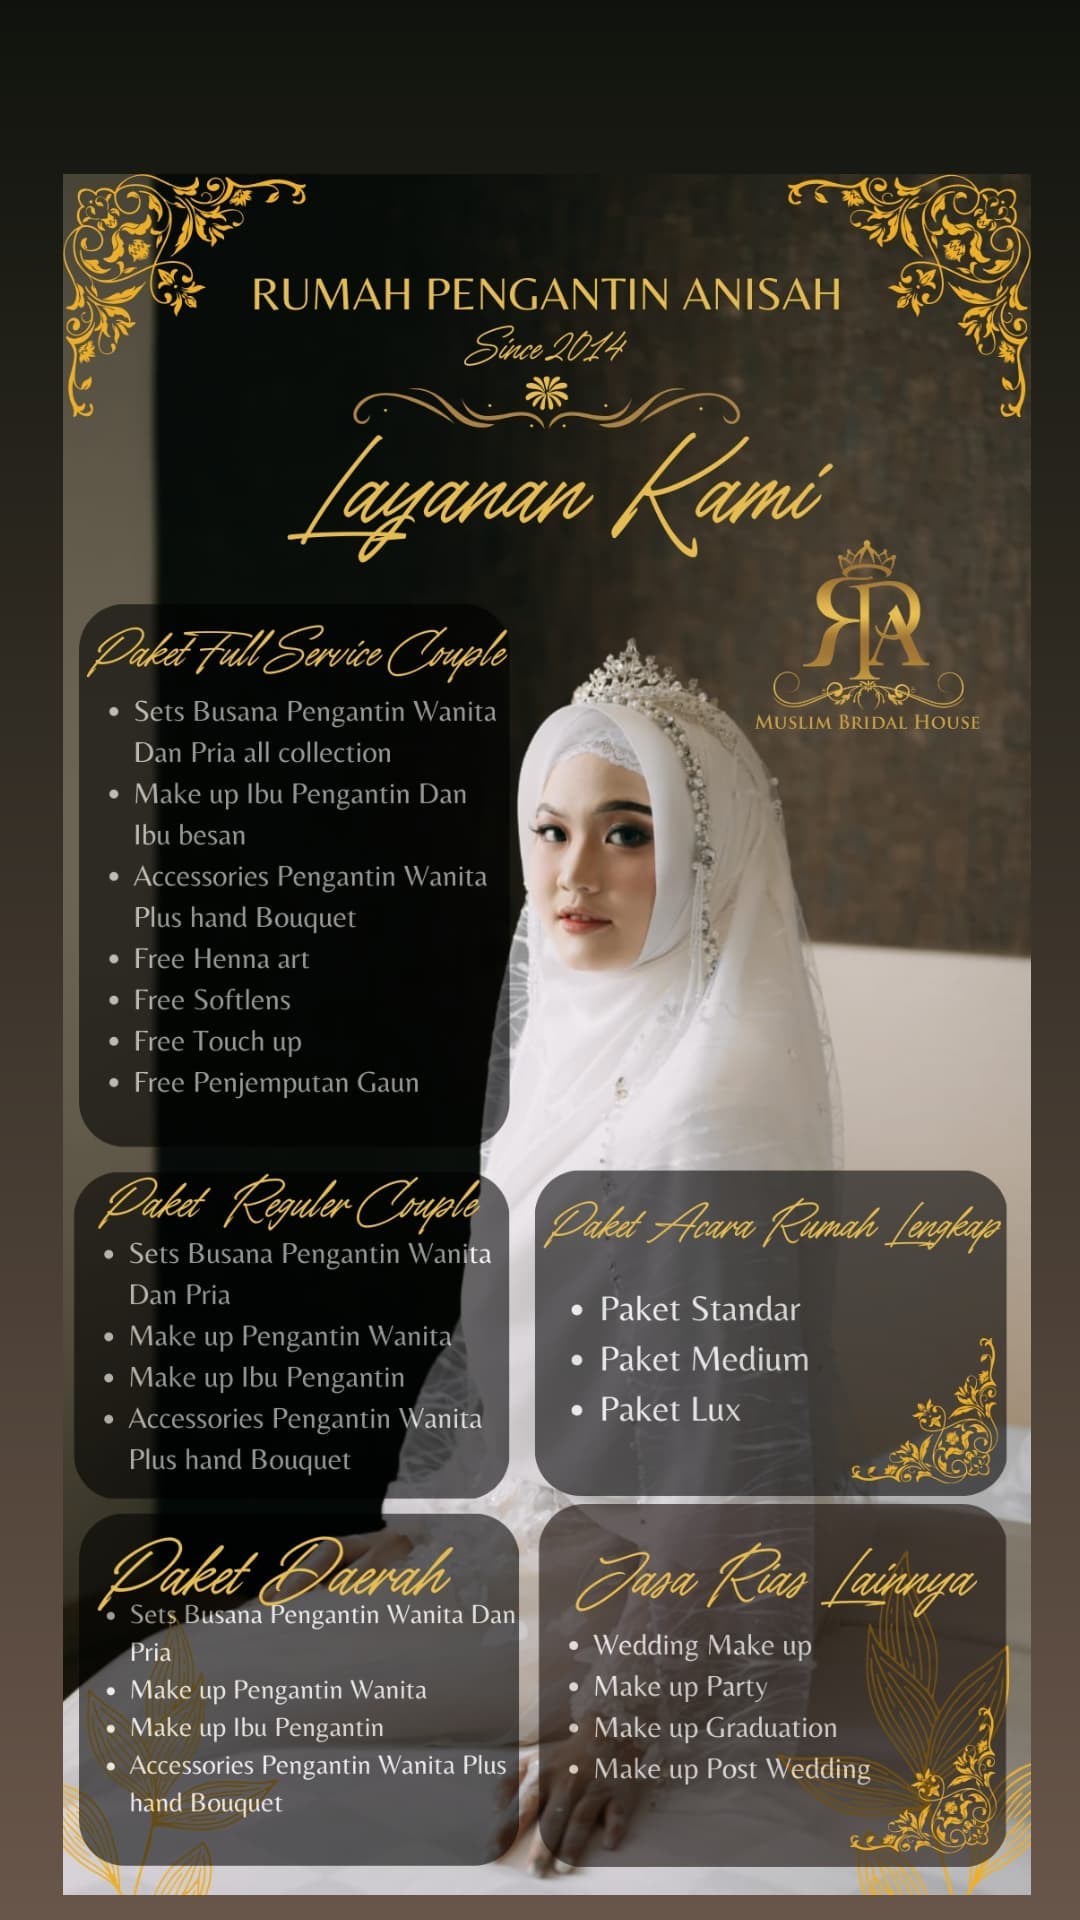 RUMAH PENGANTIN ANISAH
Since 2014
Layanan Kami
RPA
MUSLIM BRIDAL HOUSE
Paket Full Service Couple
• Sets Busana Pengantin Wanita
Dan Pria all collection
• Make up Ibu Pengantin Dan
Ibu besan
• Accessories Pengantin Wanita
Plus hand Bouquet
• Free Henna art
• Free Softlens
• Free Touch up
• Free Penjemputan Gaun
Paket Reguler Couple
• Sets Busana Pengantin Wanita
Dan Pria
• Make up Pengantin Wanita
• Make up Ibu Pengantin
• Accessories Pengantin Wanita
Plus hand Bouquet
Paket Acara Rumah Lengkap
• Paket Standar
• Paket Medium
• Paket Lux
Paket Daerah
• Sets Busana Pengantin Wanita Dan
Pria
• Make up Pengantin Wanita
• Make up Ibu Pengantin
• Accessories Pengantin Wanita Plus
hand Bouquet
Jasa Rias Lainnya
• Wedding Make up
• Make up Party
• Make up Graduation
• Make up Post Wedding